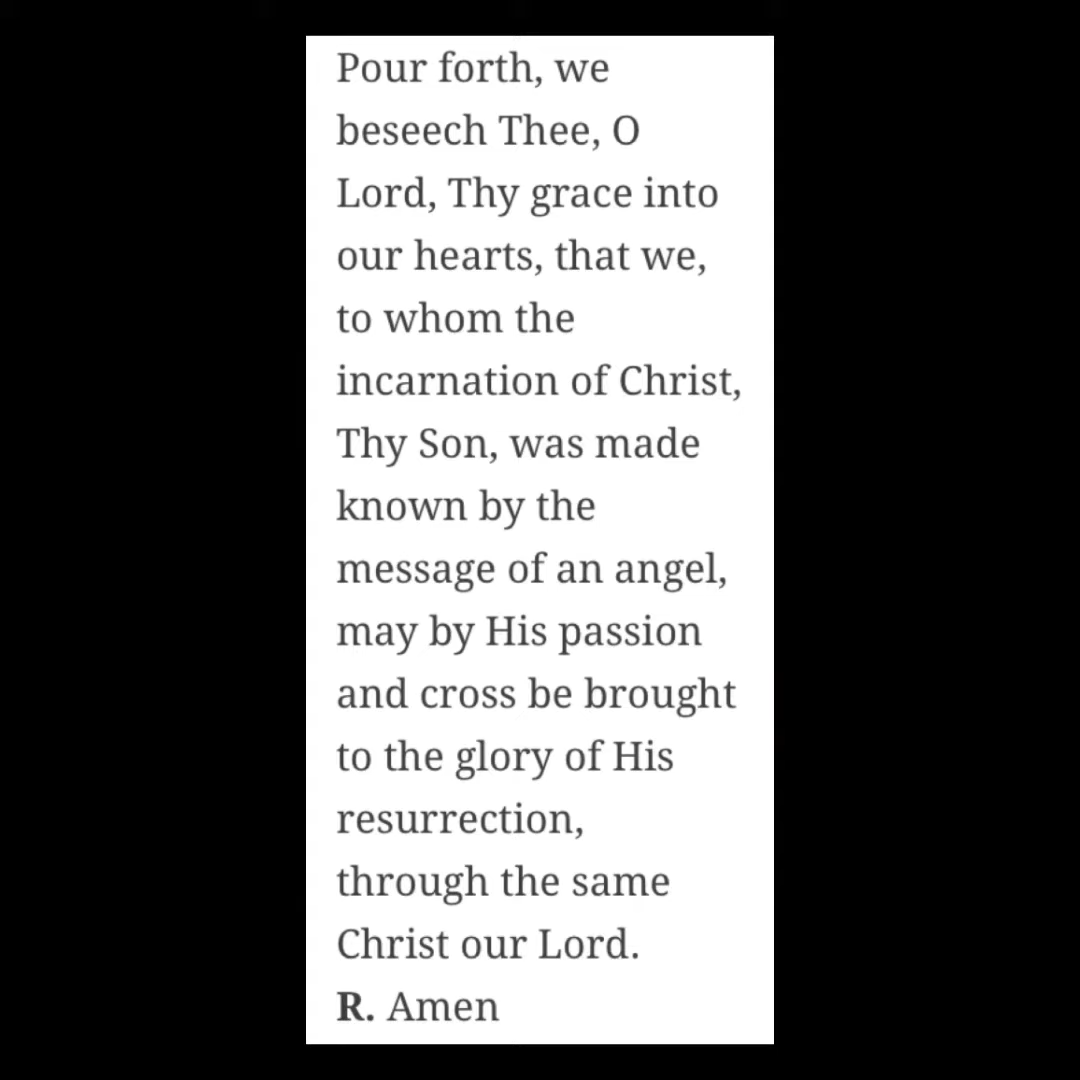 Pour forth, we
beseech Thee, O
Lord, Thy grace into
our hearts, that we,
to whom the
incarnation of Christ,
Thy Son, was made
known by the
message of an angel,
may by His passion
and cross be brought
to the glory of His
resurrection,
through the same
Christ our Lord.
R. Amen